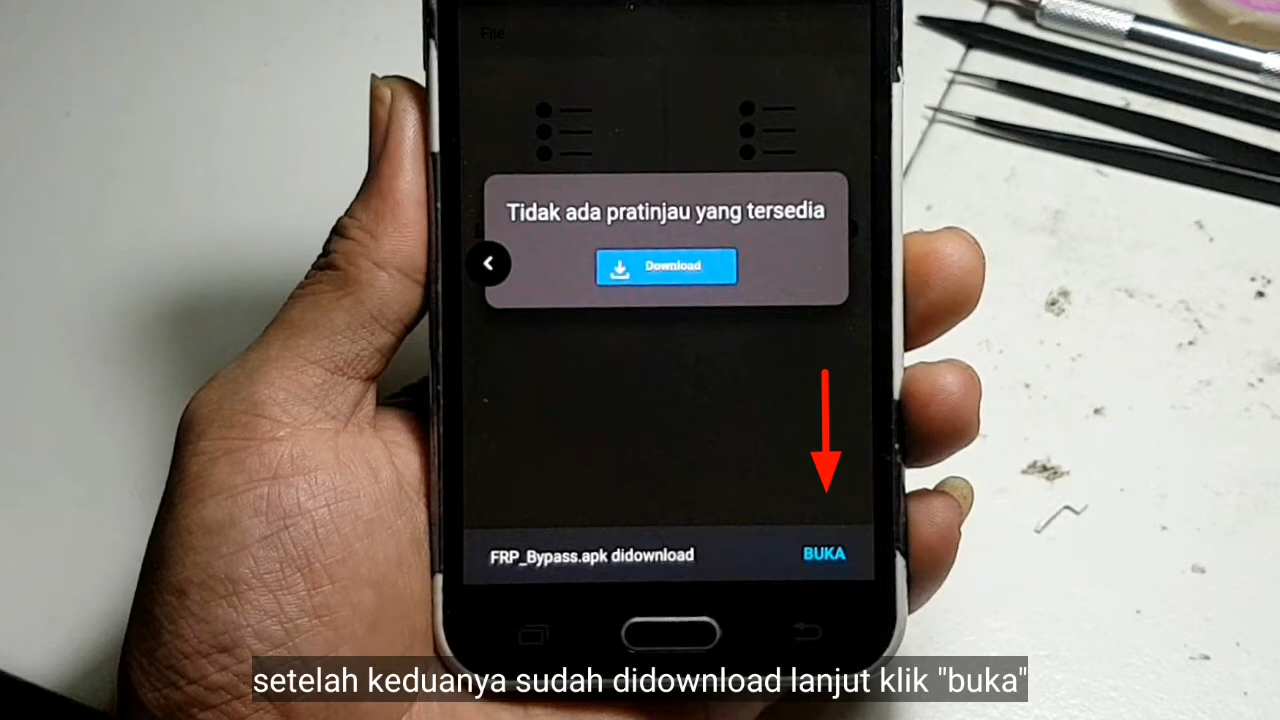 File
Tidak ada pratinjau yang tersedia
Download
FRP_Bypass.apk didownload
BUKA
setelah keduanya sudah didownload lanjut klik "buka"